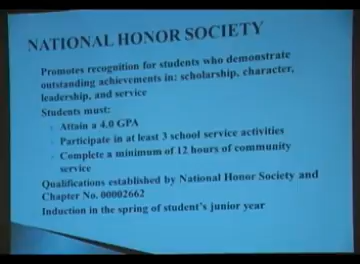 NATIONAL HONOR SOCIETY
Promotes recognition for students who demonstrate
outstanding achievements in: scholarship, character,
leadership, and service
Students must:
Attain a 4.0 GPA
Participate in at least 3 school service activities
Complete a minimum of 12 hours of community
service
Qualifications established by National Honor Society and
Chapter No. 00002662
Induction in the spring of student's junior year